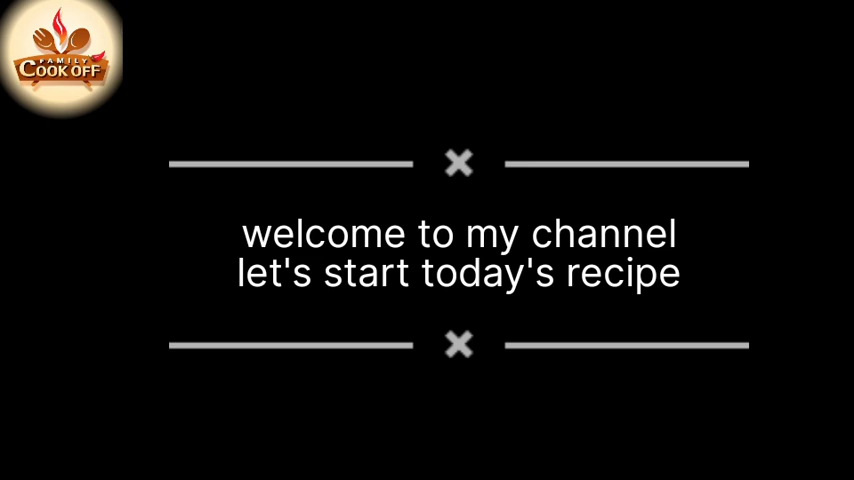 FAMILY
COOK OFF
welcome to my channel
let's start today's recipe